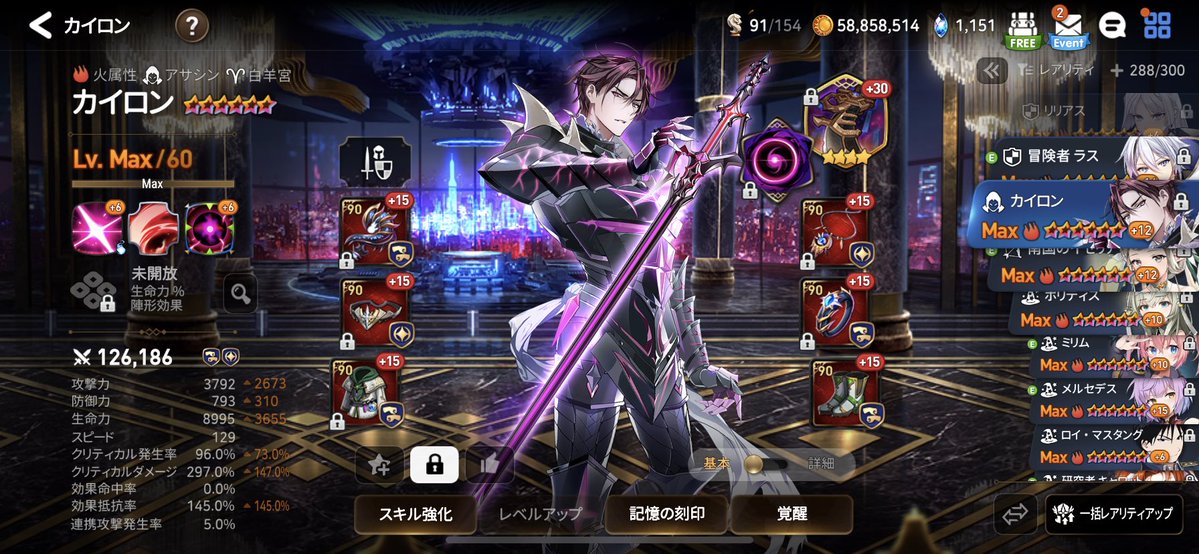 カイロン
?
91/154
58,858,514
1,151
FREE
2
Event
火属性 アサシン 白羊宮
カイロン
Lv. Max/60
Max
+6
+6
未開放
生命力%
陣形効果
126,186
攻撃力 3792 2673
防御力 793 310
生命力 8995 3655
スピード 129
クリティカル発生率 96.0% 73.0%
クリティカルダメージ 297.0% 147.0%
効果命中率 0.0%
効果抵抗率 145.0% 145.0%
連携攻撃発生率 5.0%
90 +15
90 +15
90 +15
+30
90 +15
90 +15
90 +15
基本 詳細
スキル強化
レベルアップ
記憶の刻印
覚醒
レアリティ
288/300
リリアス
E 冒険者 ラス
カイロン
Max +12
Max +12
ポリティス
Max +10
E ミリム
Max +10
E メルセデス
Max +15
ロイ・マスタング
Max +6
E
一括レアリティアップ